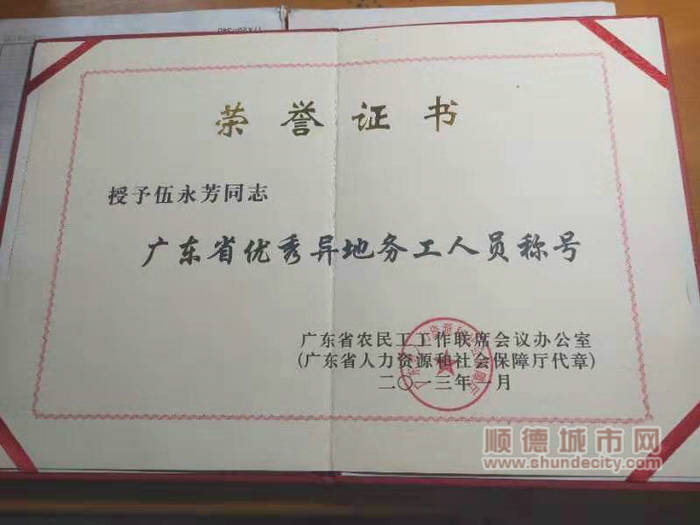 荣誉证书
授予伍永芳同志
广东省优秀异地务工人员称号
广东省农民工工作联席会议办公室
(广东省人力资源和社会保障厅代章)
二〇一三年一月
顺德城市网
www.shundecity.com